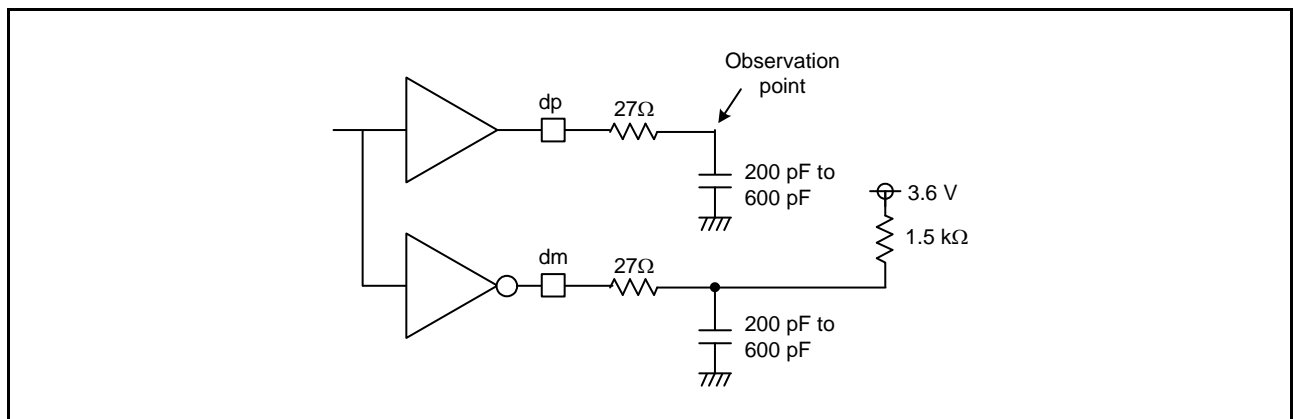 Observation
point
dp
27Ω
200 pF to
600 pF
3.6 V
1.5 kΩ
dm
27Ω
200 pF to
600 pF